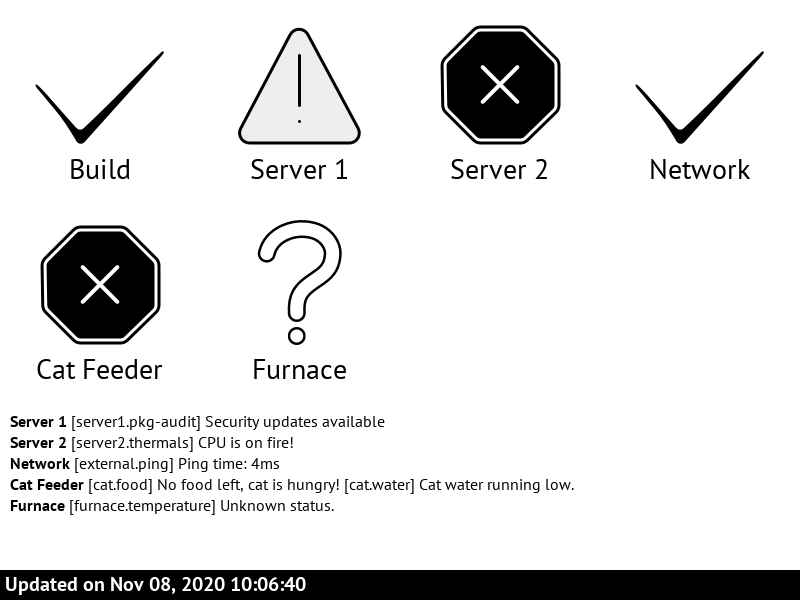 Build
Server 1
Server 2
Network
Cat Feeder
Furnace
Server 1 [server1.pkg-audit] Security updates available
Server 2 [server2.thermals] CPU is on fire!
Network [external.ping] Ping time: 4ms
Cat Feeder [cat.food] No food left, cat is hungry! [cat.water] Cat water running low.
Furnace [furnace.temperature] Unknown status.
Updated on Nov 08, 2020 10:06:40